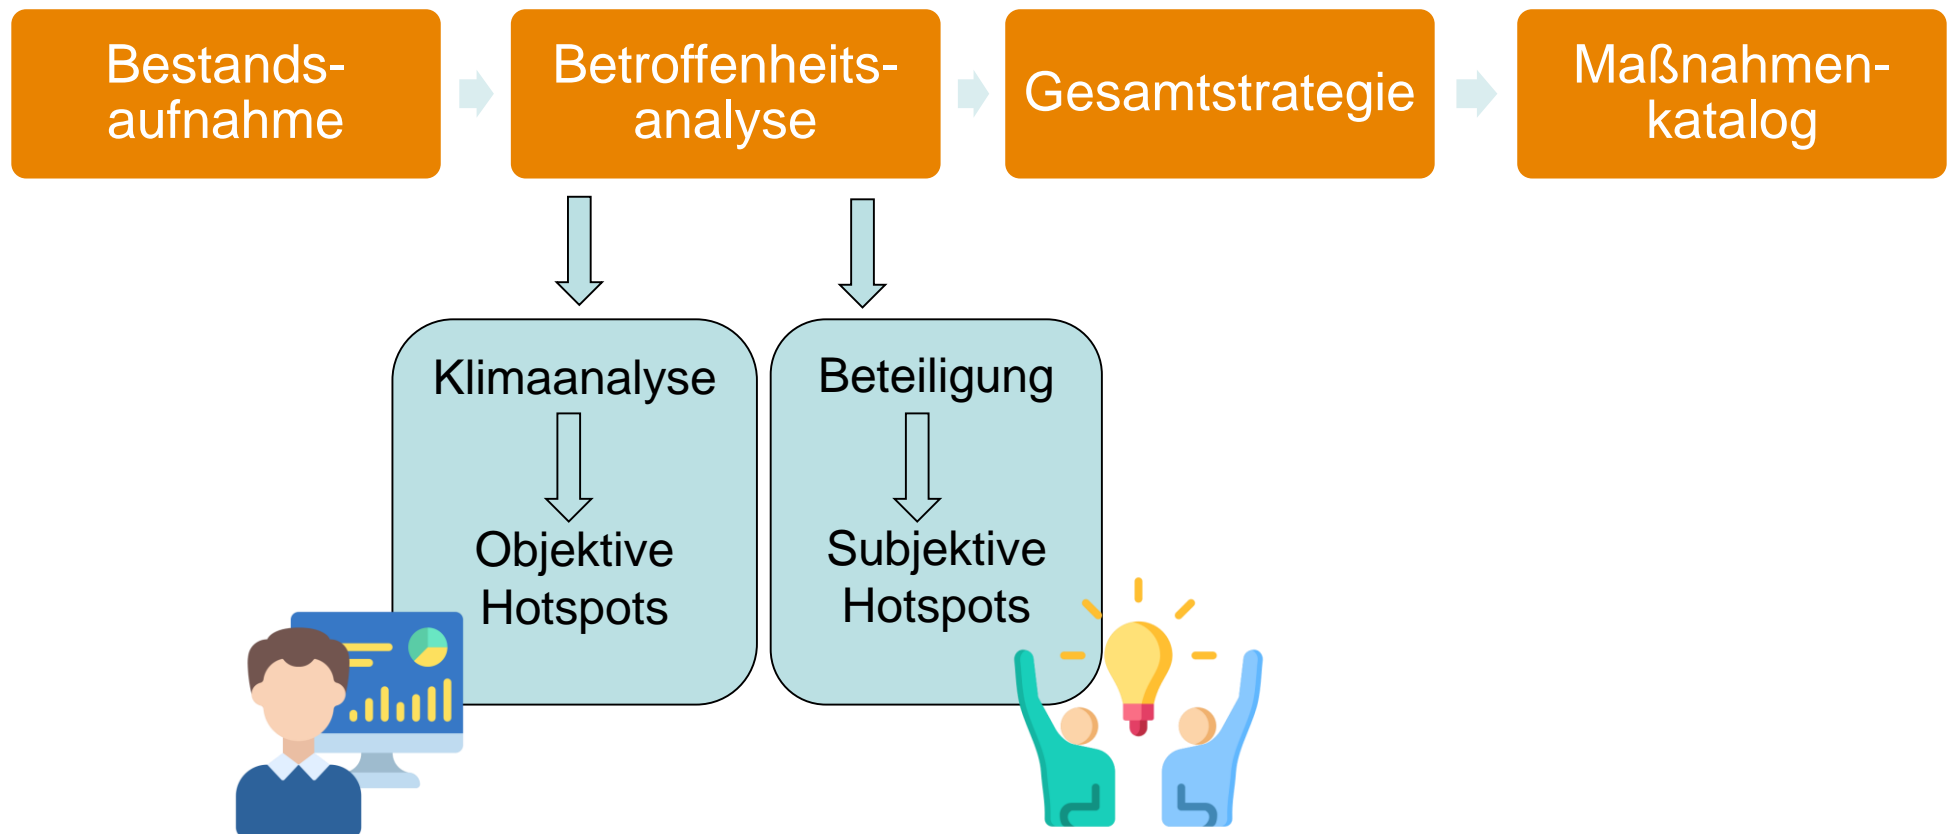 Bestands-
aufnahme
Betroffenheits-
analyse
Gesamtstrategie
Maßnahmen-
katalog
Klimaanalyse
Objektive
Hotspots
Beteiligung
Subjektive
Hotspots